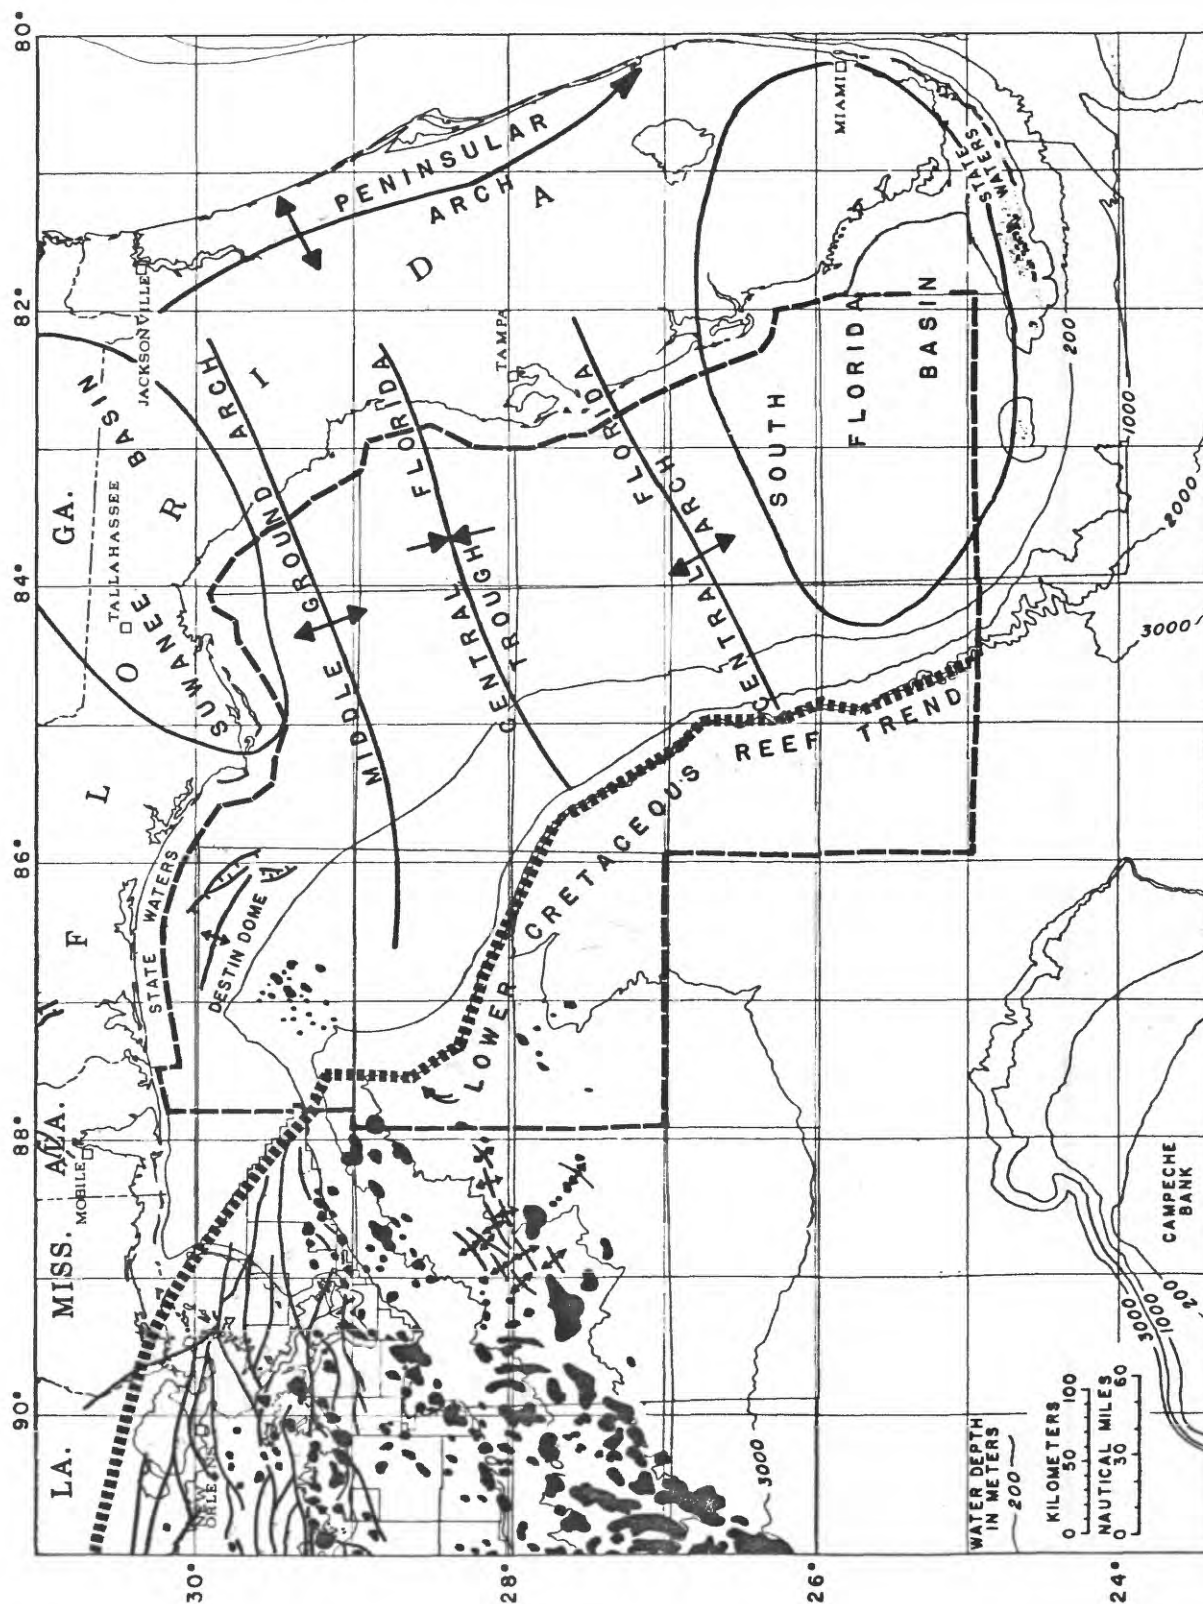 90°
88°
86°
84°
82°
80°
30°
28°
26°
24
LA.
MISS.
ALA.
GA.
F L O R I D A
MOBILE
NEW
ORLEANS
TALLAHASSEE
JACKSONVILLE
TAMPA
MIAMI
STATE WATERS
DESTIN DOME
SUWANEE BASIN
MIDDLE GROUND ARCH
CENTRAL FLORIDA
TROUGH
CENTRAL FLORIDA
ARCH
PENINSULAR
ARCH
SOUTH
FLORIDA
BASIN
STATE
WATERS
LOWER CRETACEOUS REEF TREND
200
1000
2000
3000
3000
CAMPECHE
BANK
3000
1000
200
WATER DEPTH
IN METERS
200
KILOMETERS
0 50 100
NAUTICAL MILES
0 30 60